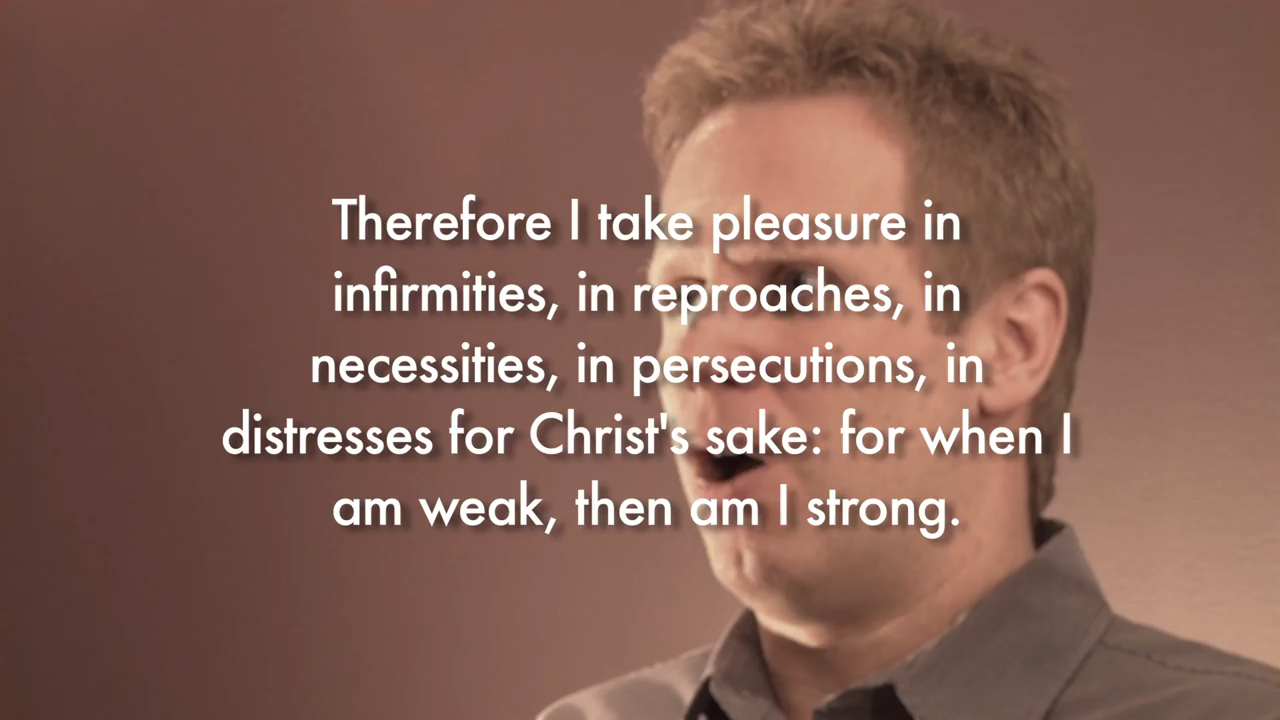 Therefore I take pleasure in
infirmities, in reproaches, in
necessities, in persecutions, in
distresses for Christ's sake: for when I
am weak, then am I strong.